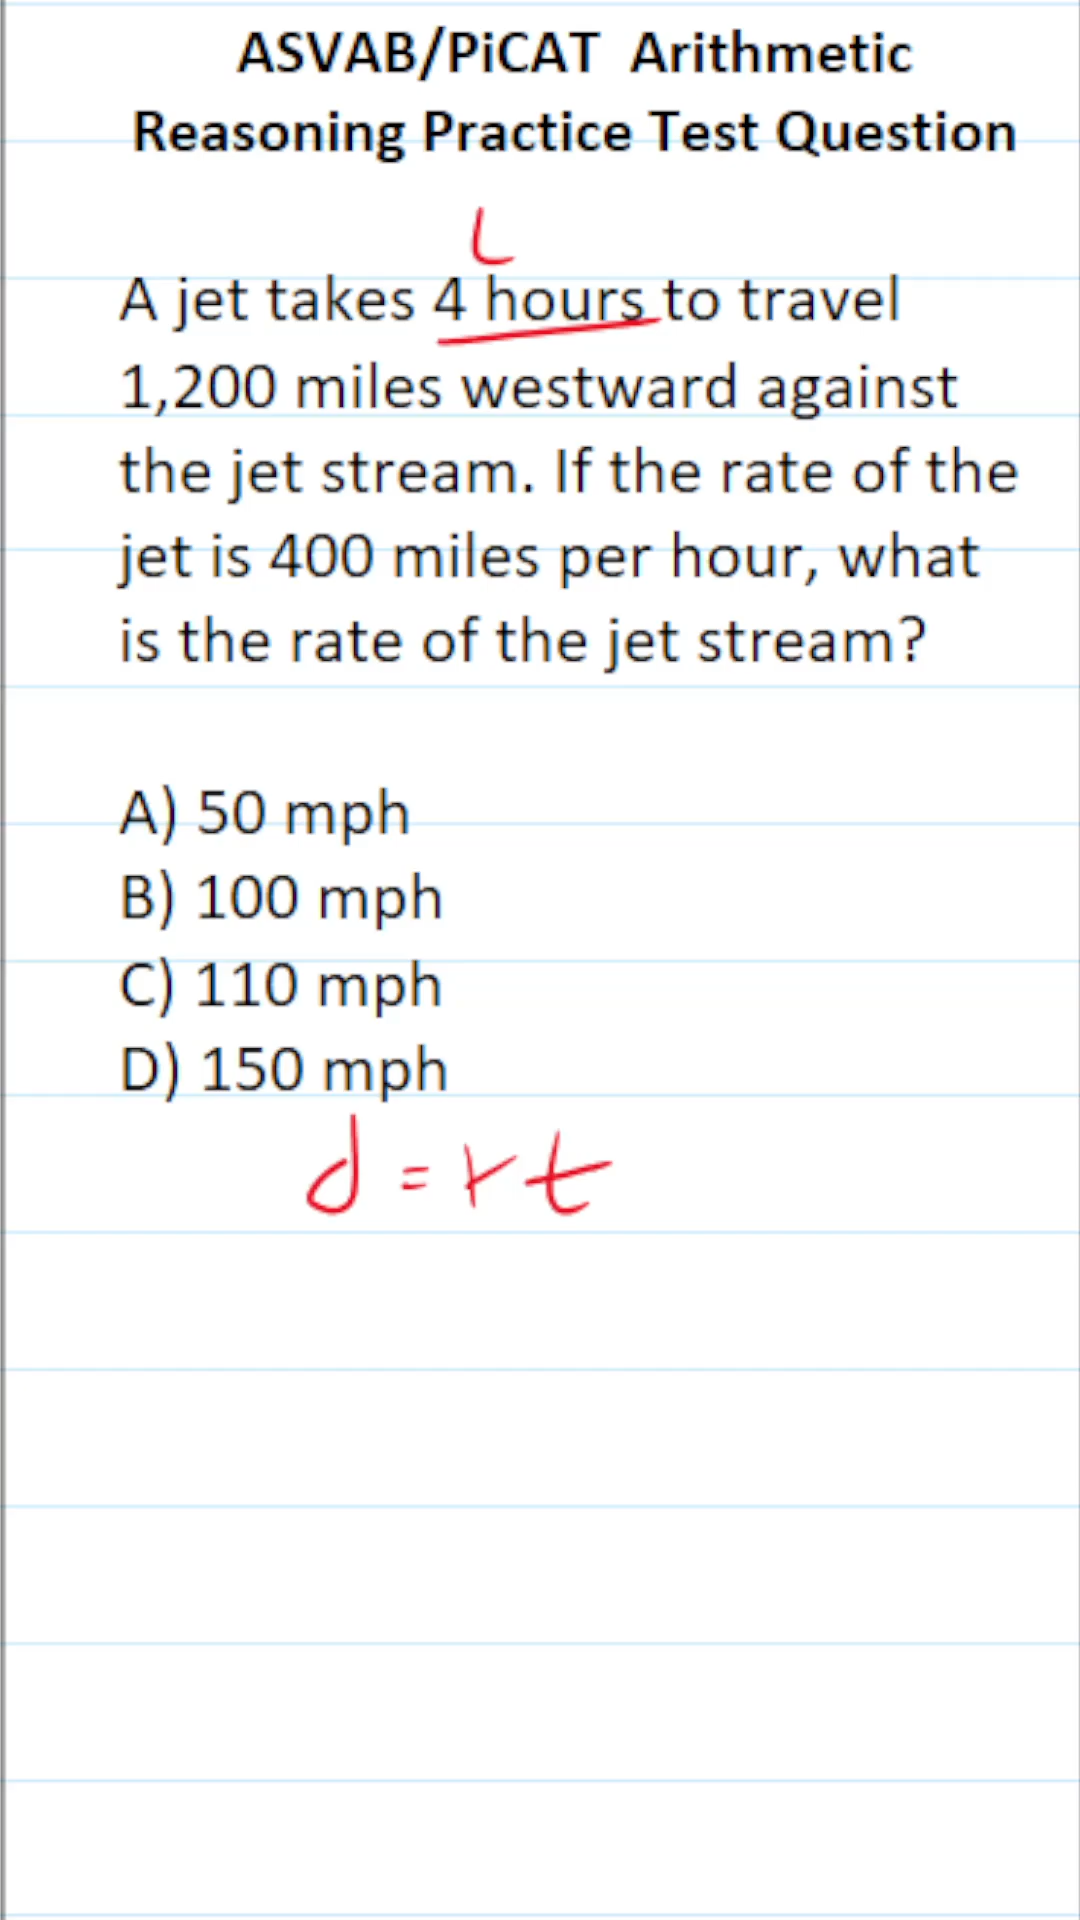 ASVAB/PiCAT Arithmetic
Reasoning Practice Test Question
A jet takes 4 hours to travel
1,200 miles westward against
the jet stream. If the rate of the
jet is 400 miles per hour, what
is the rate of the jet stream?
A) 50 mph
B) 100 mph
C) 110 mph
D) 150 mph
d = rt